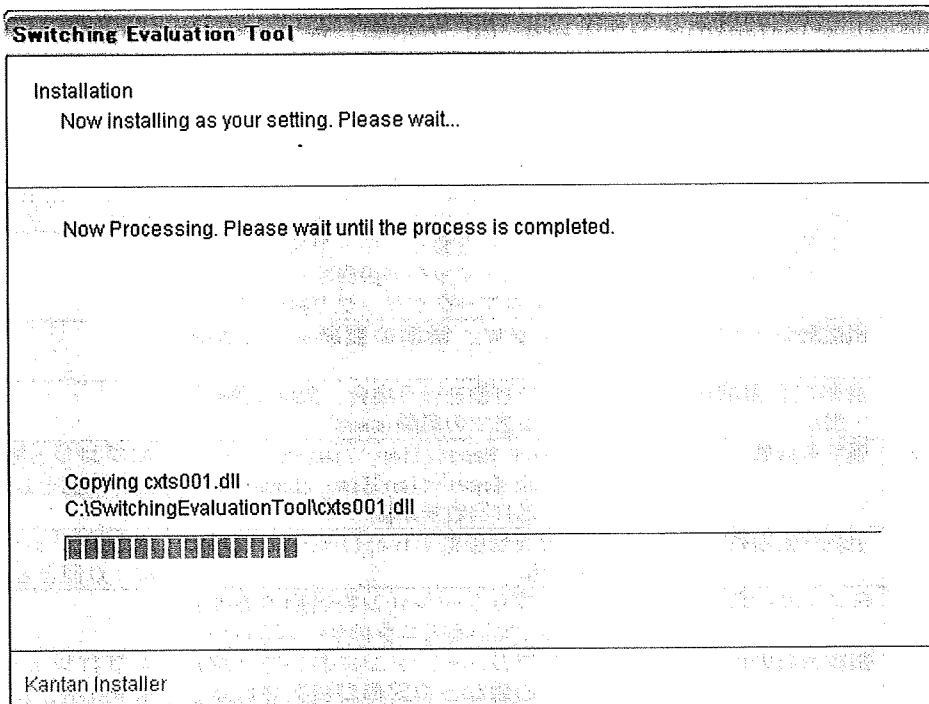 Switching Evaluation Tool
Installation
Now installing as your setting. Please wait...
Now Processing. Please wait until the process is completed.
Copying cxts001.dll
C:\SwitchingEvaluationTool\cxts001.dll
Kantan Installer